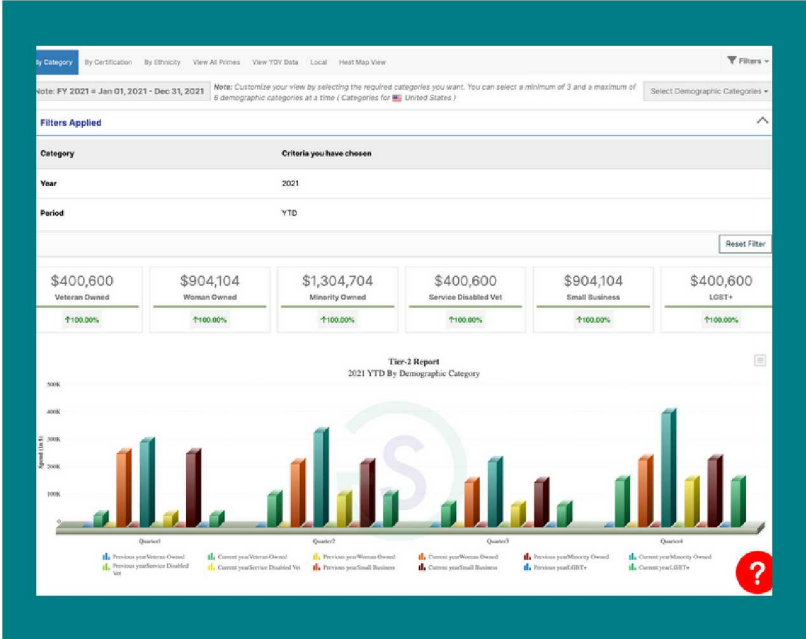 By Category By Certification By Ethnicity View All Primes View YOY Data Local Heat Map View Filters
Note: FY 2021 = Jan 01, 2021 - Dec 31, 2021
Note: Customize your view by selecting the required categories you want. You can select a minimum of 3 and a maximum of
6 demographic categories at a time ( Categories for United States )
Select Demographic Categories
Filters Applied
Category Criteria you have chosen
Year 2021
Period YTD
Reset Filter
$400,600 $904,104 $1,304,704 $400,600 $904,104 $400,600
Veteran Owned Woman Owned Minority Owned Service Disabled Vet Small Business LGBT+
↑100.00% ↑100.00% ↑100.00% ↑100.00% ↑100.00% ↑100.00%
Tier-2 Report
2021 YTD By Demographic Category
500K
400K
300K
200K
100K
0
Spend (in $)
S
Quarter1 Quarter2 Quarter3 Quarter4
Previous yearVeteran Owned Current yearVeteran Owned Previous yearWoman Owned Current yearWoman Owned Previous yearMinority Owned Current yearMinority Owned
Previous yearService Disabled Current yearService Disabled Vet Previous yearSmall Business Current yearSmall Business Previous yearLGBT+ Current yearLGBT+
Vet
?